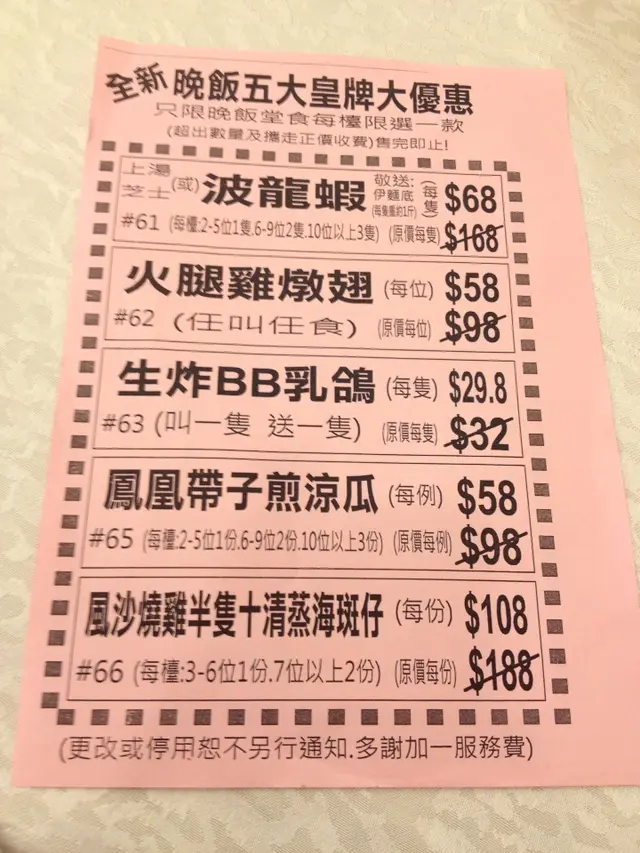 全新 晚飯五大皇牌大優惠
只限晚飯堂食每檯限選一款
(超出數量及攜走正價收費)售完即止!
上湯(或)芝士 波龍蝦 敬送:伊麵底(每隻重約1斤) (每隻) $68
#61 (每檯:2-5位1隻.6-9位2隻.10位以上3隻) (原價每隻) $168
火腿雞燉翅 (每位) $58
#62 (任叫任食) (原價每位) $98
生炸BB乳鴿 (每隻) $29.8
#63 (叫一隻 送一隻) (原價每隻) $32
鳳凰帶子煎涼瓜 (每例) $58
#65 (每檯:2-5位1份.6-9位2份.10位以上3份) (原價每例) $98
風沙燒雞半隻十清蒸海斑仔 (每份) $108
#66 (每檯:3-6位1份.7位以上2份) (原價每份) $188
(更改或停用恕不另行通知.多謝加一服務費)